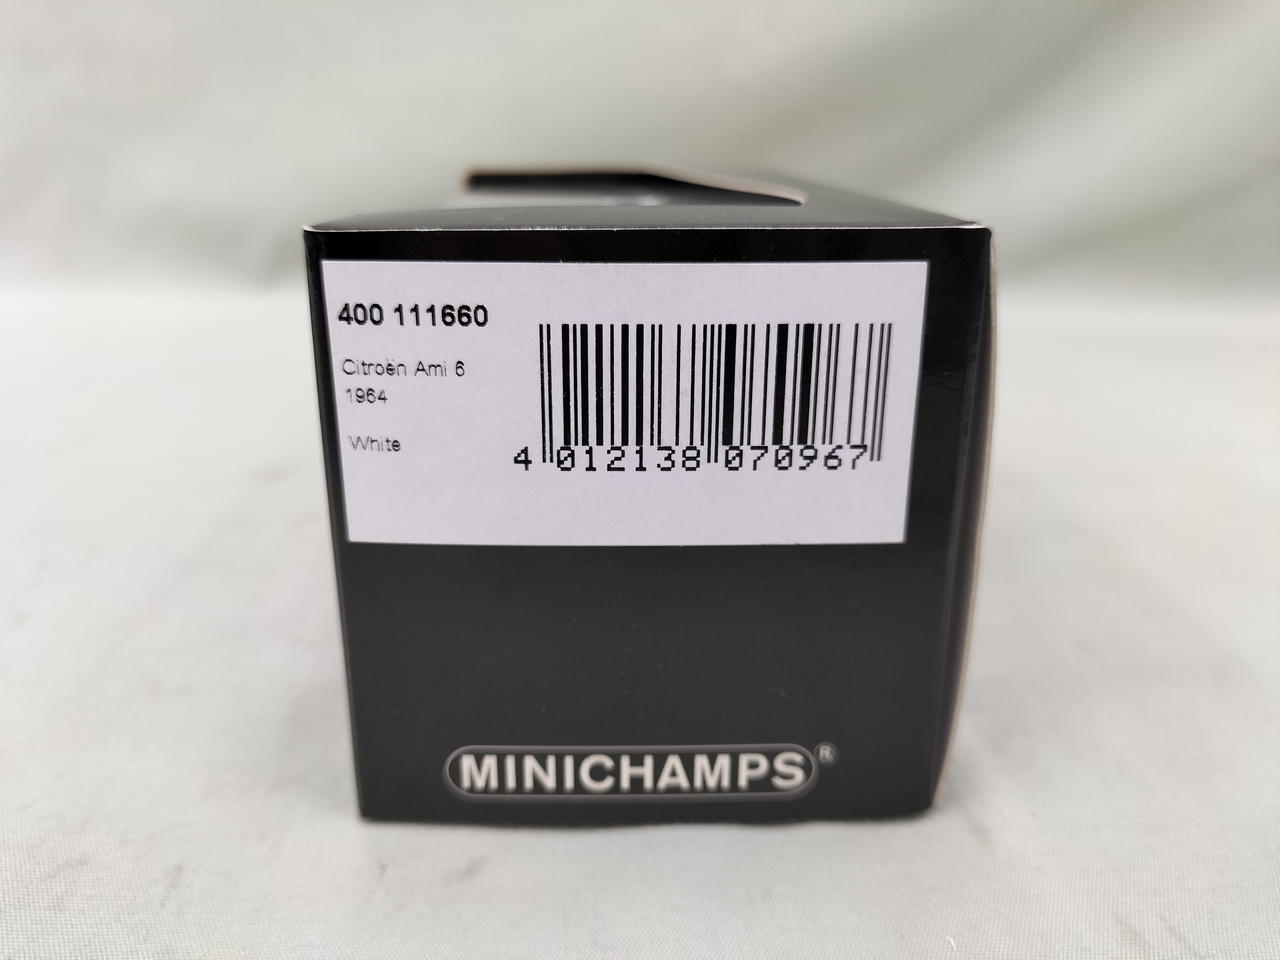 400 111660
Citroën Ami 6
1964
White
4 012138 070967
MINICHAMPS®